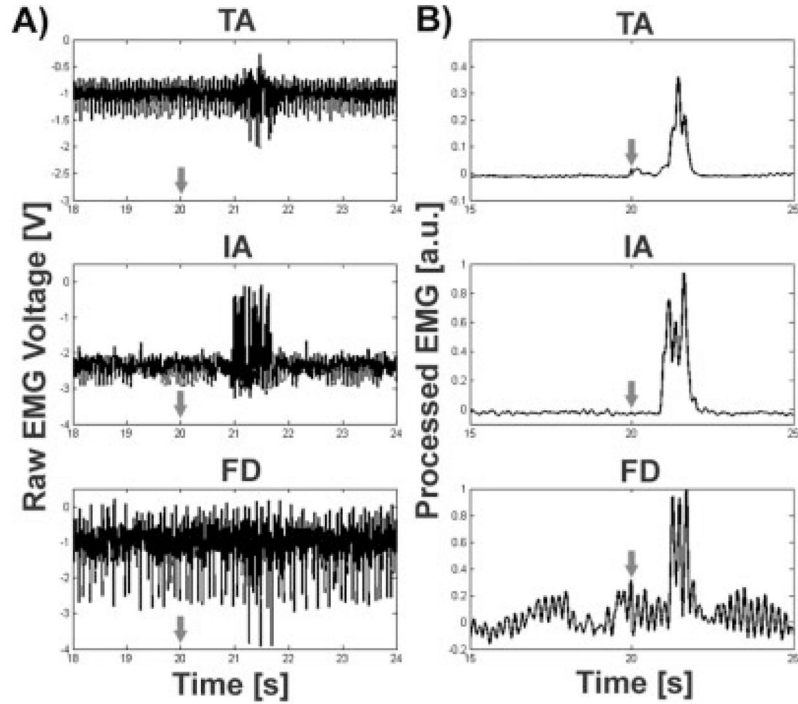 A)
TA
Raw EMG Voltage [V]
0
-0.5
-1
-1.5
-2
-2.5
-3
18 19 20 21 22 23 24
IA
0
-1
-2
-3
-4
18 19 20 21 22 23 24
FD
0
-1
-2
-3
-4
18 19 20 21 22 23 24
Time [s]
B)
TA
Processed EMG [a.u.]
0.4
0.3
0.2
0.1
0
-0.1
15 20 25
IA
1
0.8
0.6
0.4
0.2
0
15 20 25
FD
1
0.8
0.6
0.4
0.2
0
-0.2
15 20 25
Time [s]